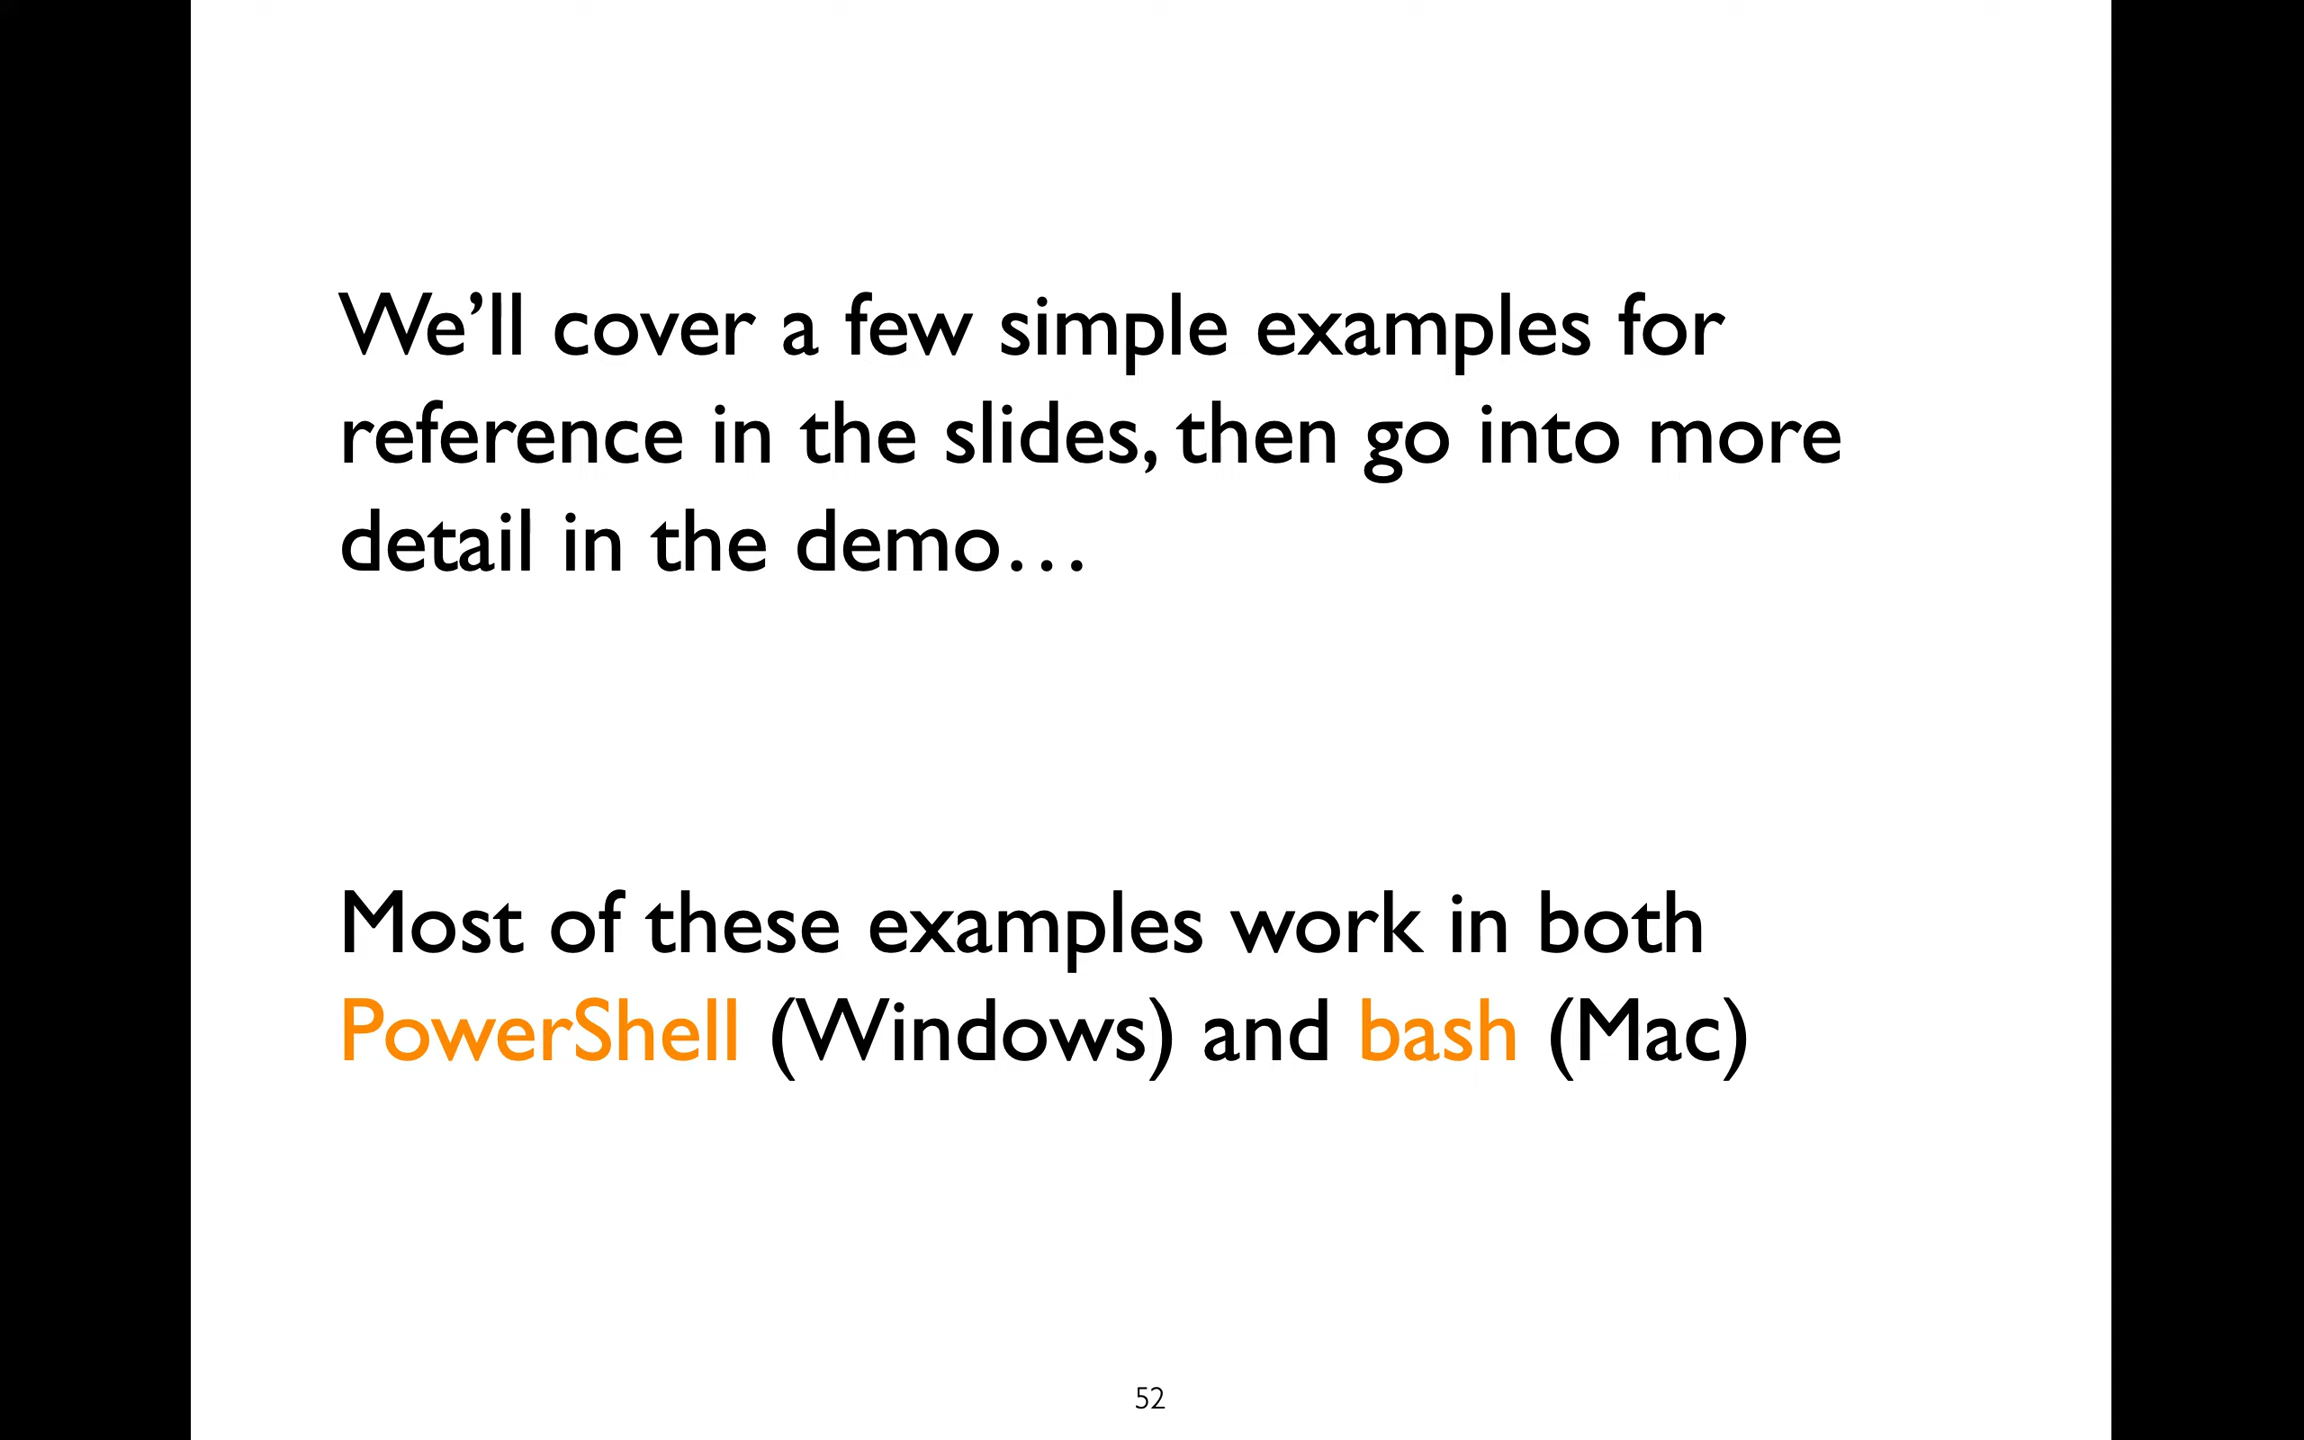 We’ll cover a few simple examples for
reference in the slides, then go into more
detail in the demo…
Most of these examples work in both
PowerShell (Windows) and bash (Mac)
52